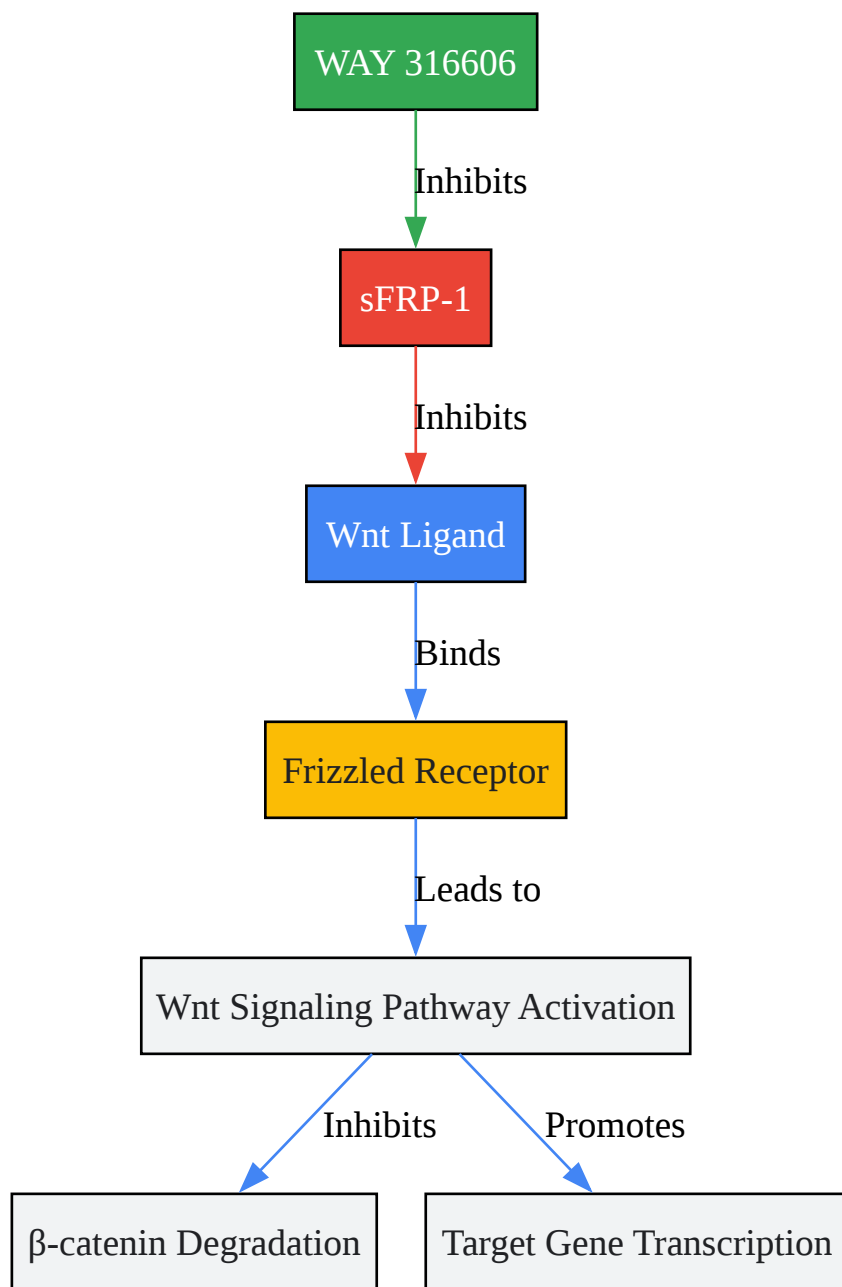 WAY 316606
Inhibits
sFRP-1
Inhibits
Wnt Ligand
Binds
Frizzled Receptor
Leads to
Wnt Signaling Pathway Activation
Inhibits
Promotes
β-catenin Degradation
Target Gene Transcription